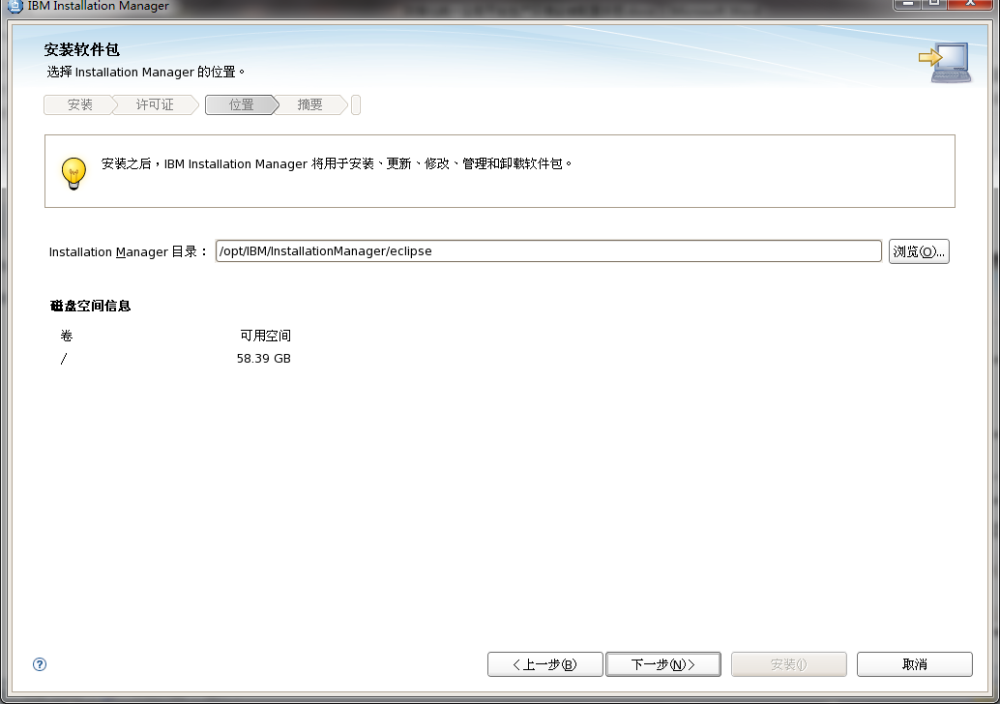 IBM Installation Manager
安装软件包
选择 Installation Manager 的位置。
安装 许可证 位置 摘要
安装之后，IBM Installation Manager 将用于安装、更新、修改、管理和卸载软件包。
Installation Manager 目录： /opt/IBM/InstallationManager/eclipse 浏览(O)...
磁盘空间信息
卷 可用空间
/ 58.39 GB
? <上一步(B) 下一步(N)> 安装(I) 取消